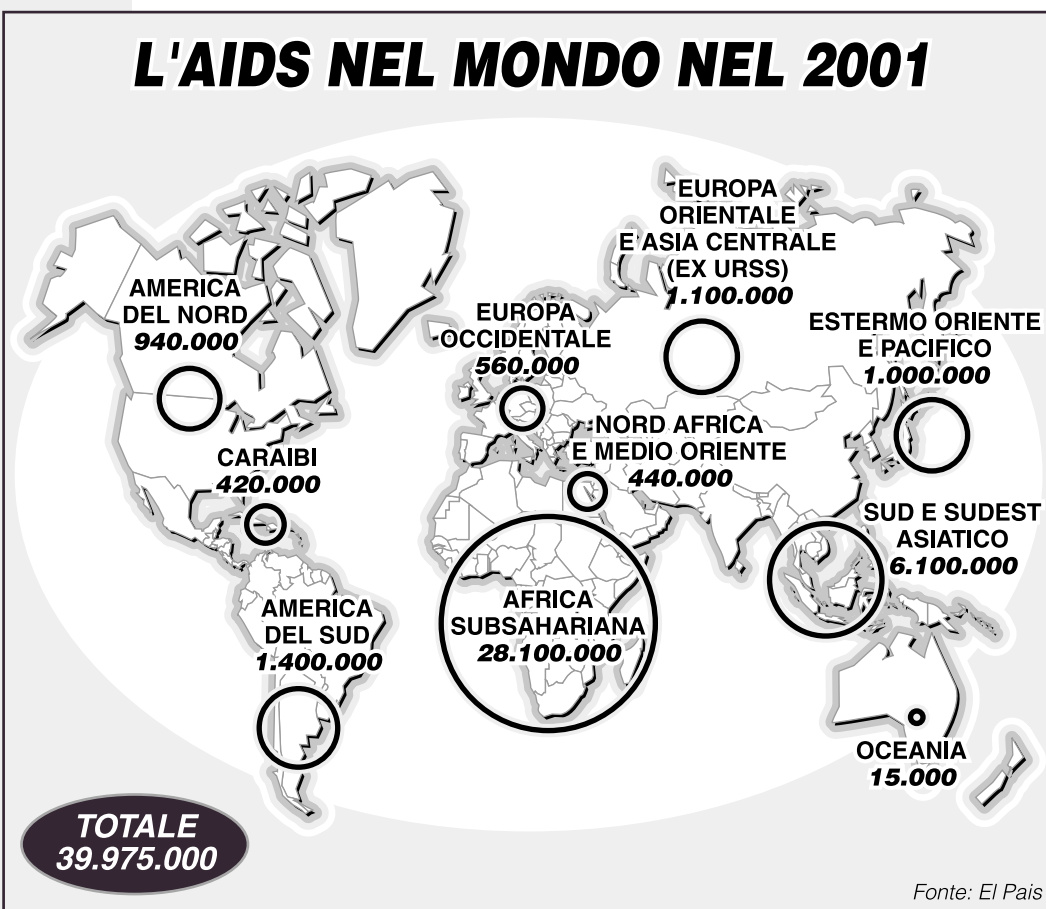 L'AIDS NEL MONDO NEL 2001
AMERICA
DEL NORD
940.000
CARAIBI
420.000
AMERICA
DEL SUD
1.400.000
EUROPA
OCCIDENTALE
560.000
EUROPA
ORIENTALE
E ASIA CENTRALE
(EX URSS)
1.100.000
NORD AFRICA
E MEDIO ORIENTE
440.000
AFRICA
SUBSAHARIANA
28.100.000
ESTERMO ORIENTE
E PACIFICO
1.000.000
SUD E SUDEST
ASIATICO
6.100.000
OCEANIA
15.000
TOTALE
39.975.000
Fonte: El Pais